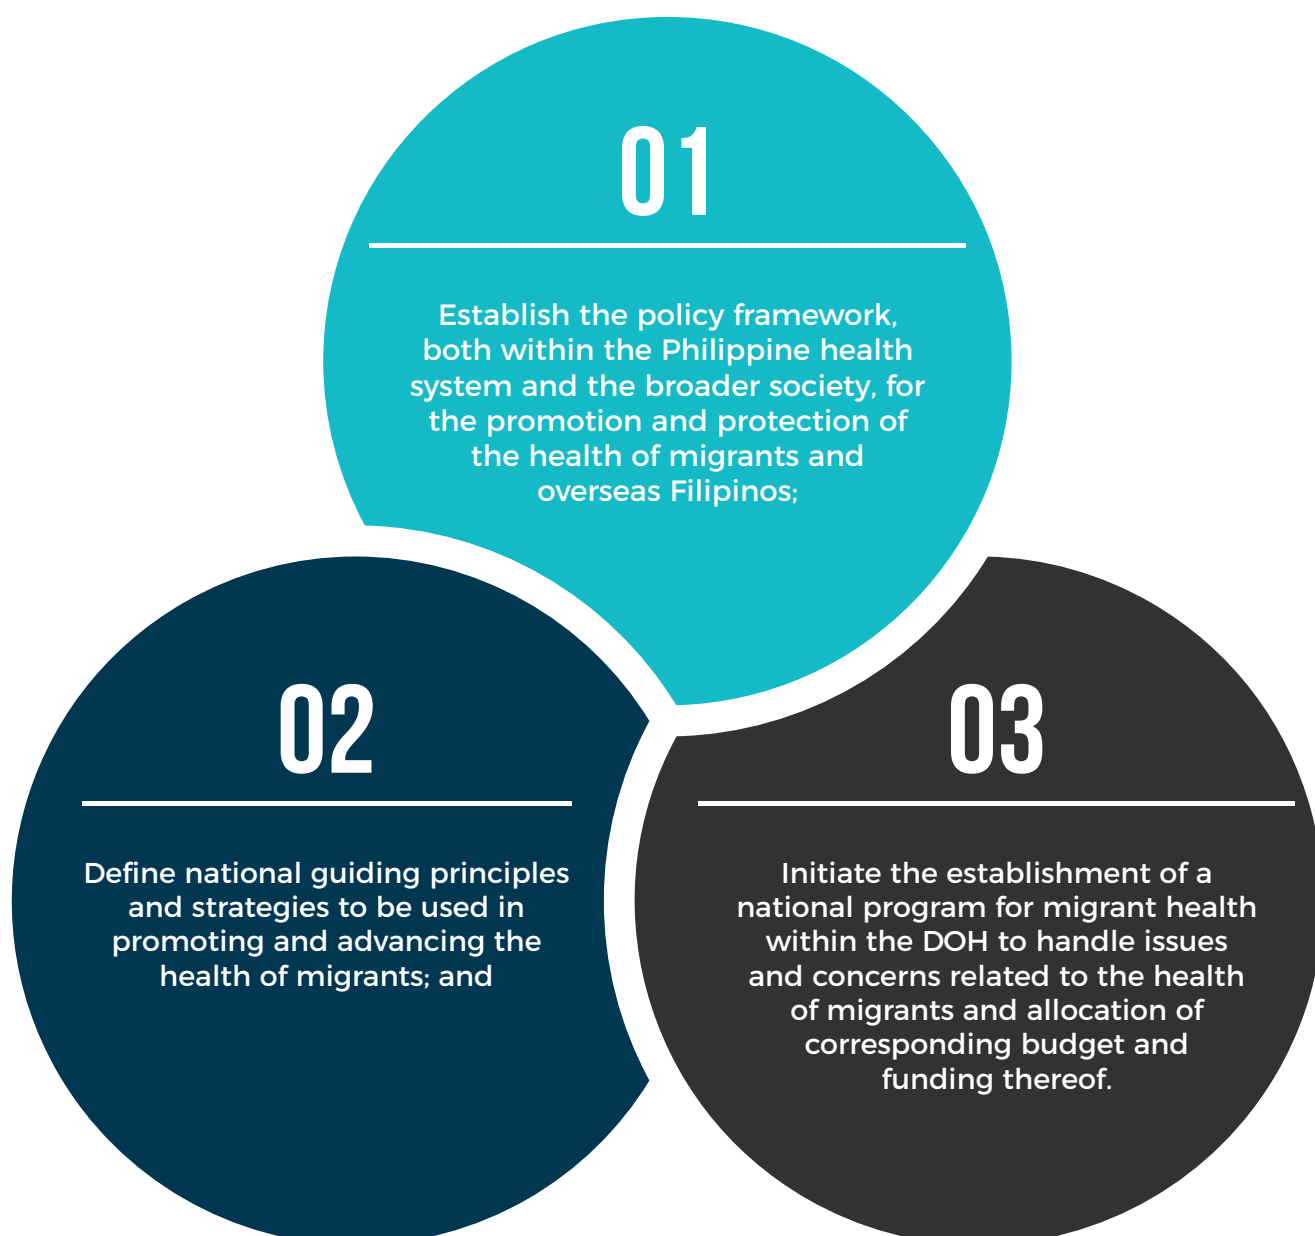 01
Establish the policy framework,
both within the Philippine health
system and the broader society, for
the promotion and protection of
the health of migrants and
overseas Filipinos;
02
Define national guiding principles
and strategies to be used in
promoting and advancing the
health of migrants; and
03
Initiate the establishment of a
national program for migrant health
within the DOH to handle issues
and concerns related to the health
of migrants and allocation of
corresponding budget and
funding thereof.